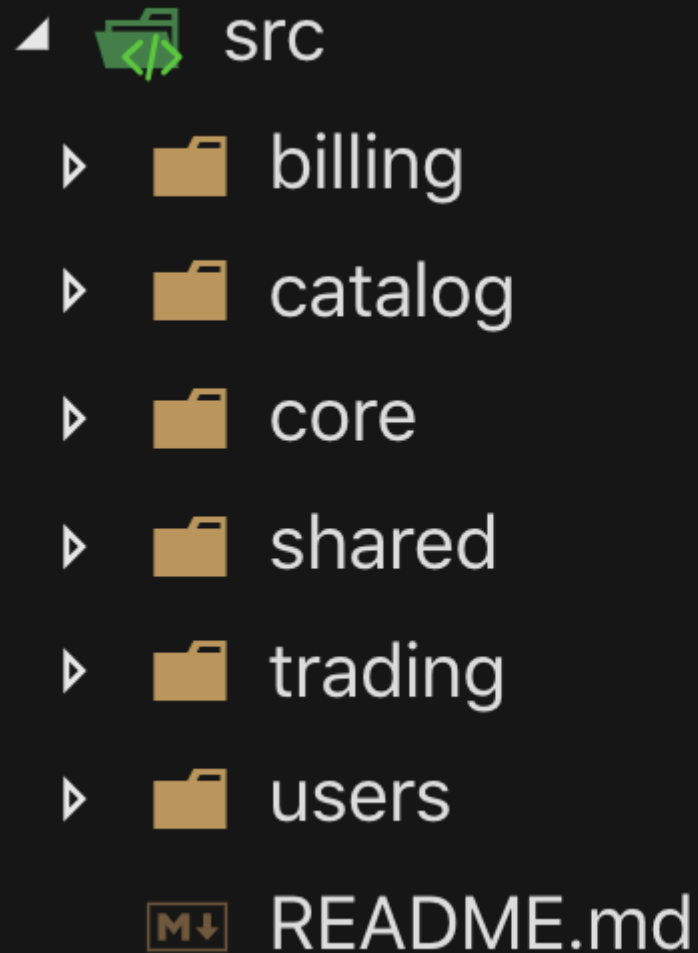 src
billing
catalog
core
shared
trading
users
README.md